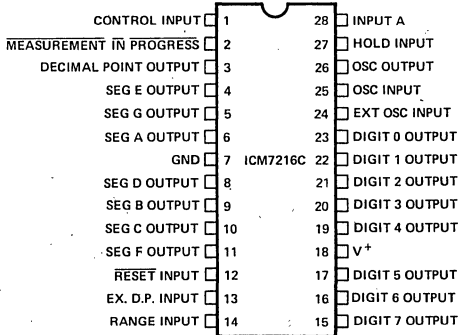 CONTROL INPUT 1 28 INPUT A
MEASUREMENT IN PROGRESS 2 27 HOLD INPUT
DECIMAL POINT OUTPUT 3 26 OSC OUTPUT
SEG E OUTPUT 4 25 OSC INPUT
SEG G OUTPUT 5 24 EXT OSC INPUT
SEG A OUTPUT 6 23 DIGIT 0 OUTPUT
GND 7 ICM7216C 22 DIGIT 1 OUTPUT
SEG D OUTPUT 8 21 DIGIT 2 OUTPUT
SEG B OUTPUT 9 20 DIGIT 3 OUTPUT
SEG C OUTPUT 10 19 DIGIT 4 OUTPUT
SEG F OUTPUT 11 18 V+
RESET INPUT 12 17 DIGIT 5 OUTPUT
EX. D.P. INPUT 13 16 DIGIT 6 OUTPUT
RANGE INPUT 14 15 DIGIT 7 OUTPUT